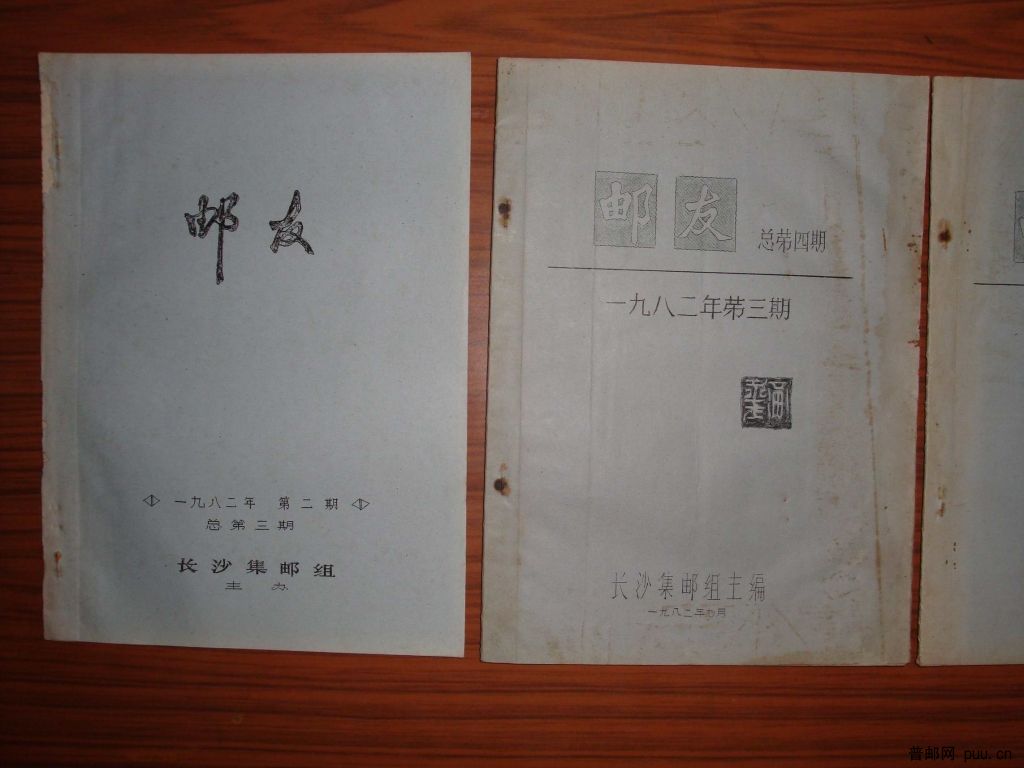 邮友
一九八二年 第二期
总第三期
长沙集邮组
主办
邮友
总苐四期
一九八二年苐三期
长沙集邮组主编
普邮网 puu.cn